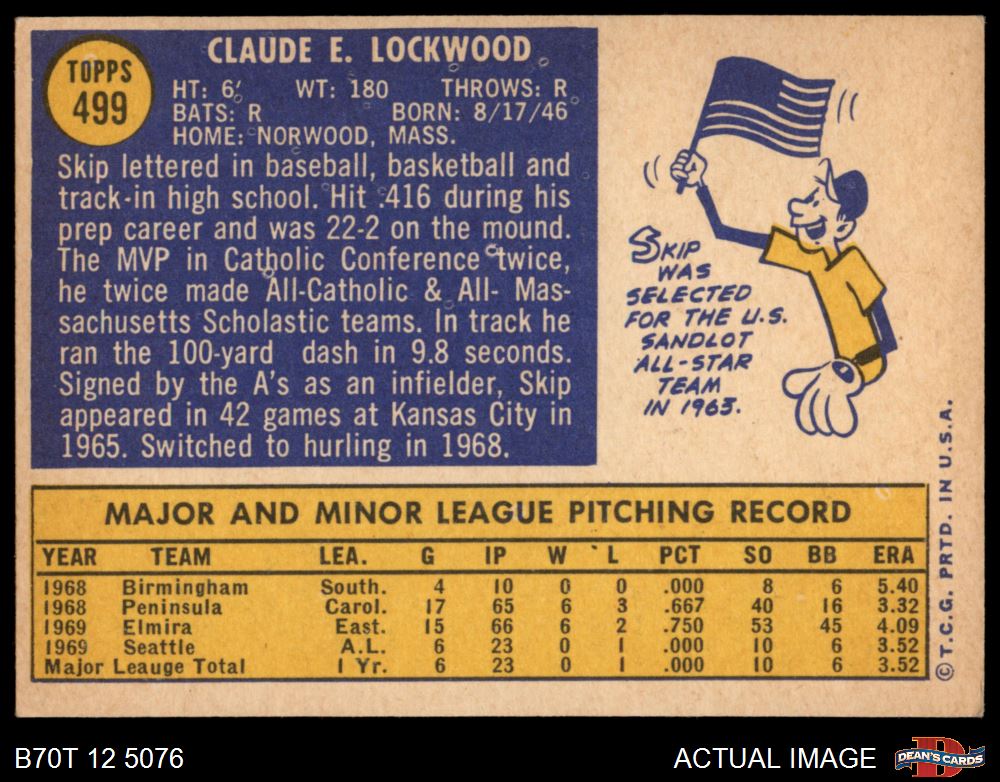 TOPPS
499
CLAUDE E. LOCKWOOD
HT: 6' WT: 180 THROWS: R
BATS: R BORN: 8/17/46
HOME: NORWOOD, MASS.
Skip lettered in baseball, basketball and
track in high school. Hit .416 during his
prep career and was 22-2 on the mound.
The MVP in Catholic Conference twice,
he twice made All-Catholic & All- Mas-
sachusetts Scholastic teams. In track he
ran the 100-yard dash in 9.8 seconds.
Signed by the A's as an infielder, Skip
appeared in 42 games at Kansas City in
1965. Switched to hurling in 1968.
SKIP
WAS
SELECTED
FOR THE U.S.
SANDLOT
ALL-STAR
TEAM
IN 1963.
MAJOR AND MINOR LEAGUE PITCHING RECORD
YEAR TEAM LEA. G IP W L PCT SO BB ERA
1968 Birmingham South. 4 10 0 0 .000 8 6 5.40
1968 Peninsula Carol. 17 65 6 3 .667 40 16 3.32
1969 Elmira East. 15 66 6 2 .750 53 45 4.09
1969 Seattle A.L. 6 23 0 1 .000 10 6 3.52
Major Leauge Total 1 Yr. 6 23 0 1 .000 10 6 3.52
© T.C.G. PRTD. IN U.S.A.
B70T 12 5076 ACTUAL IMAGE
D
DEAN'S CARDS